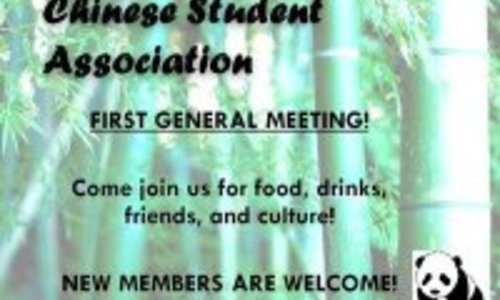 Chinese Student
Association
FIRST GENERAL MEETING!
Come join us for food, drinks,
friends, and culture!
NEW MEMBERS ARE WELCOME!